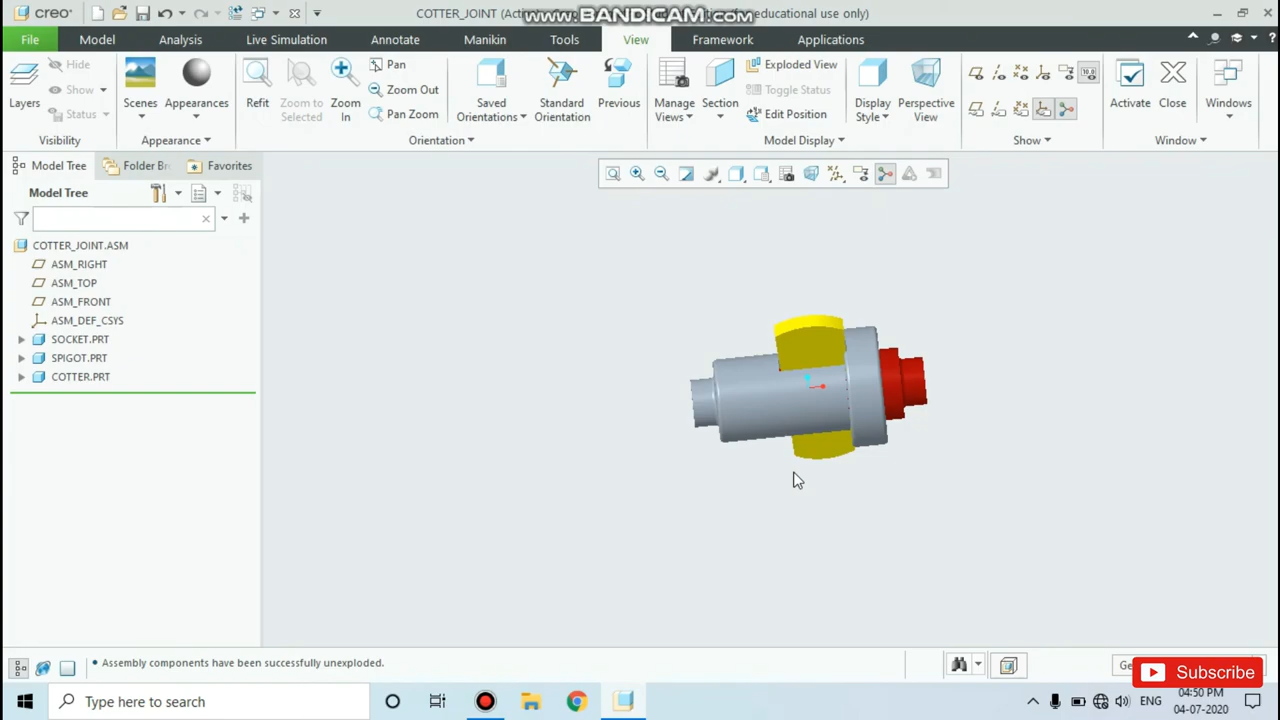 creo
COTTER_JOINT (Acti
www.BANDICAM.com
educational use only)
File
Model
Analysis
Live Simulation
Annotate
Manikin
Tools
View
Framework
Applications
Layers
Hide
Show
Status
Visibility
Scenes
Appearances
Appearance
Refit
Zoom to Selected
Zoom In
Pan
Zoom Out
Pan Zoom
Saved Orientations
Standard Orientation
Previous
Orientation
Manage Views
Section
Exploded View
Toggle Status
Edit Position
Display Style
Perspective View
Model Display
Show
Activate
Close
Windows
Window
Model Tree
Folder Br
Favorites
Model Tree
COTTER_JOINT.ASM
ASM_RIGHT
ASM_TOP
ASM_FRONT
ASM_DEF_CSYS
SOCKET.PRT
SPIGOT.PRT
COTTER.PRT
• Assembly components have been successfully unexploded.
Ge
Subscribe
Type here to search
ENG
04:50 PM
04-07-2020